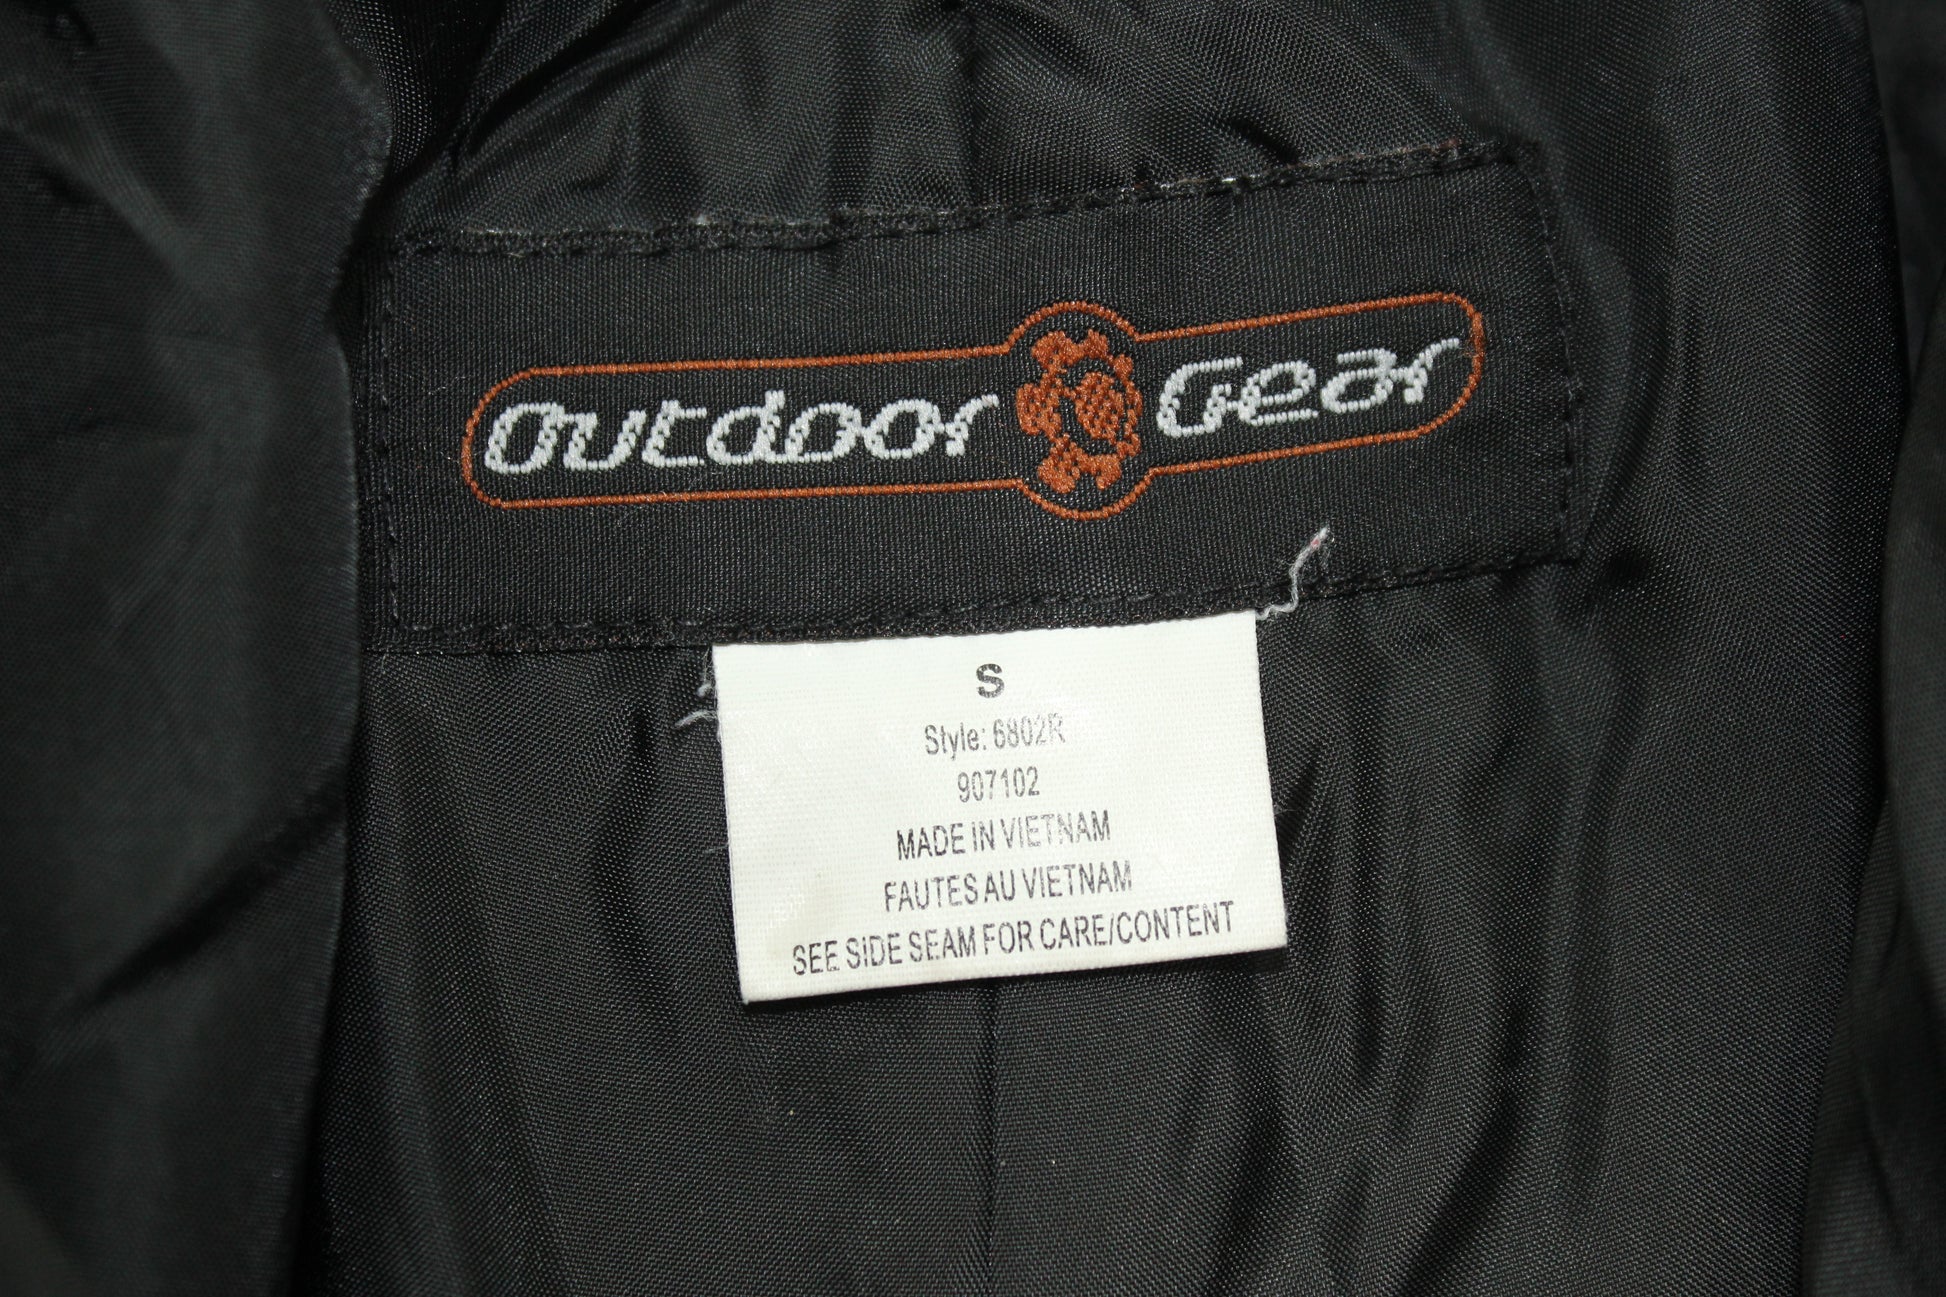 Outdoor Gear
S
Style: 6802R
907102
MADE IN VIETNAM
FAUTES AU VIETNAM
SEE SIDE SEAM FOR CARE/CONTENT